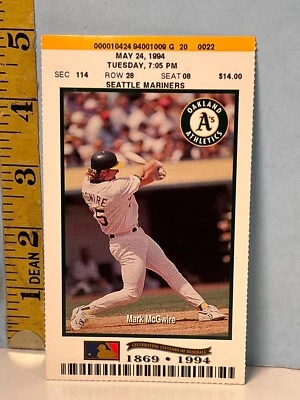 000010424 94001009 G 20 0022
MAY 24, 1994
TUESDAY, 7:05 PM
SEC 114 ROW 28 SEAT 08 $14.00
SEATTLE MARINERS
OAKLAND
A's
ATHLETICS
Mark McGwire
CELEBRATING 125 YEARS OF BASEBALL
1869 • 1994
5
4
3
2
1
DEAN